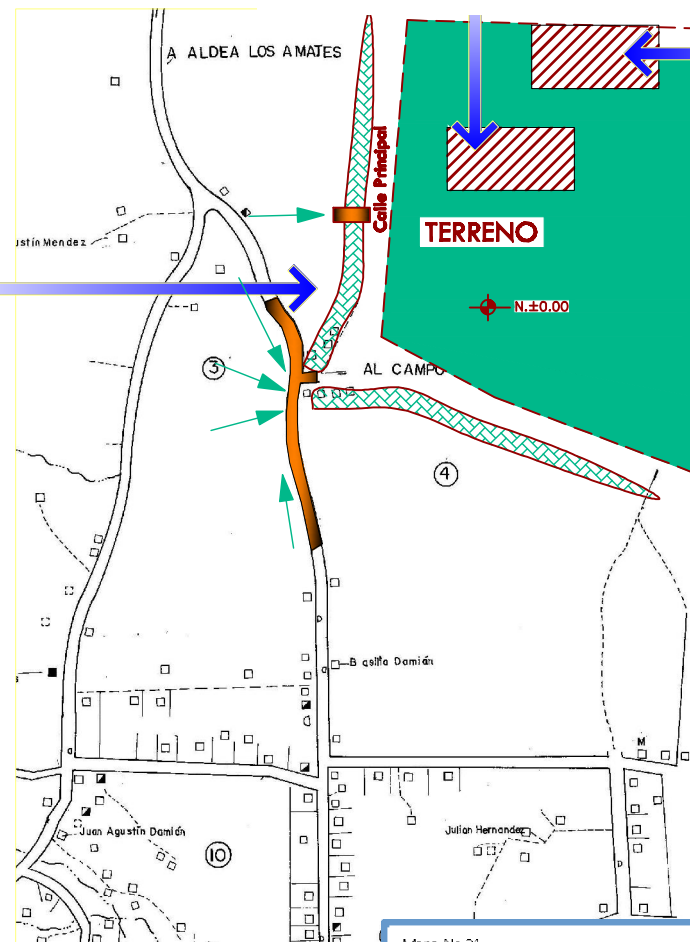 A ALDEA LOS AMATES
Calle Principal
TERRENO
ustín Mendez
N.±0.00
3
AL CAMPO
4
Basilia Damián
M
Juan Agustín Damián
Julian Hernandez
10